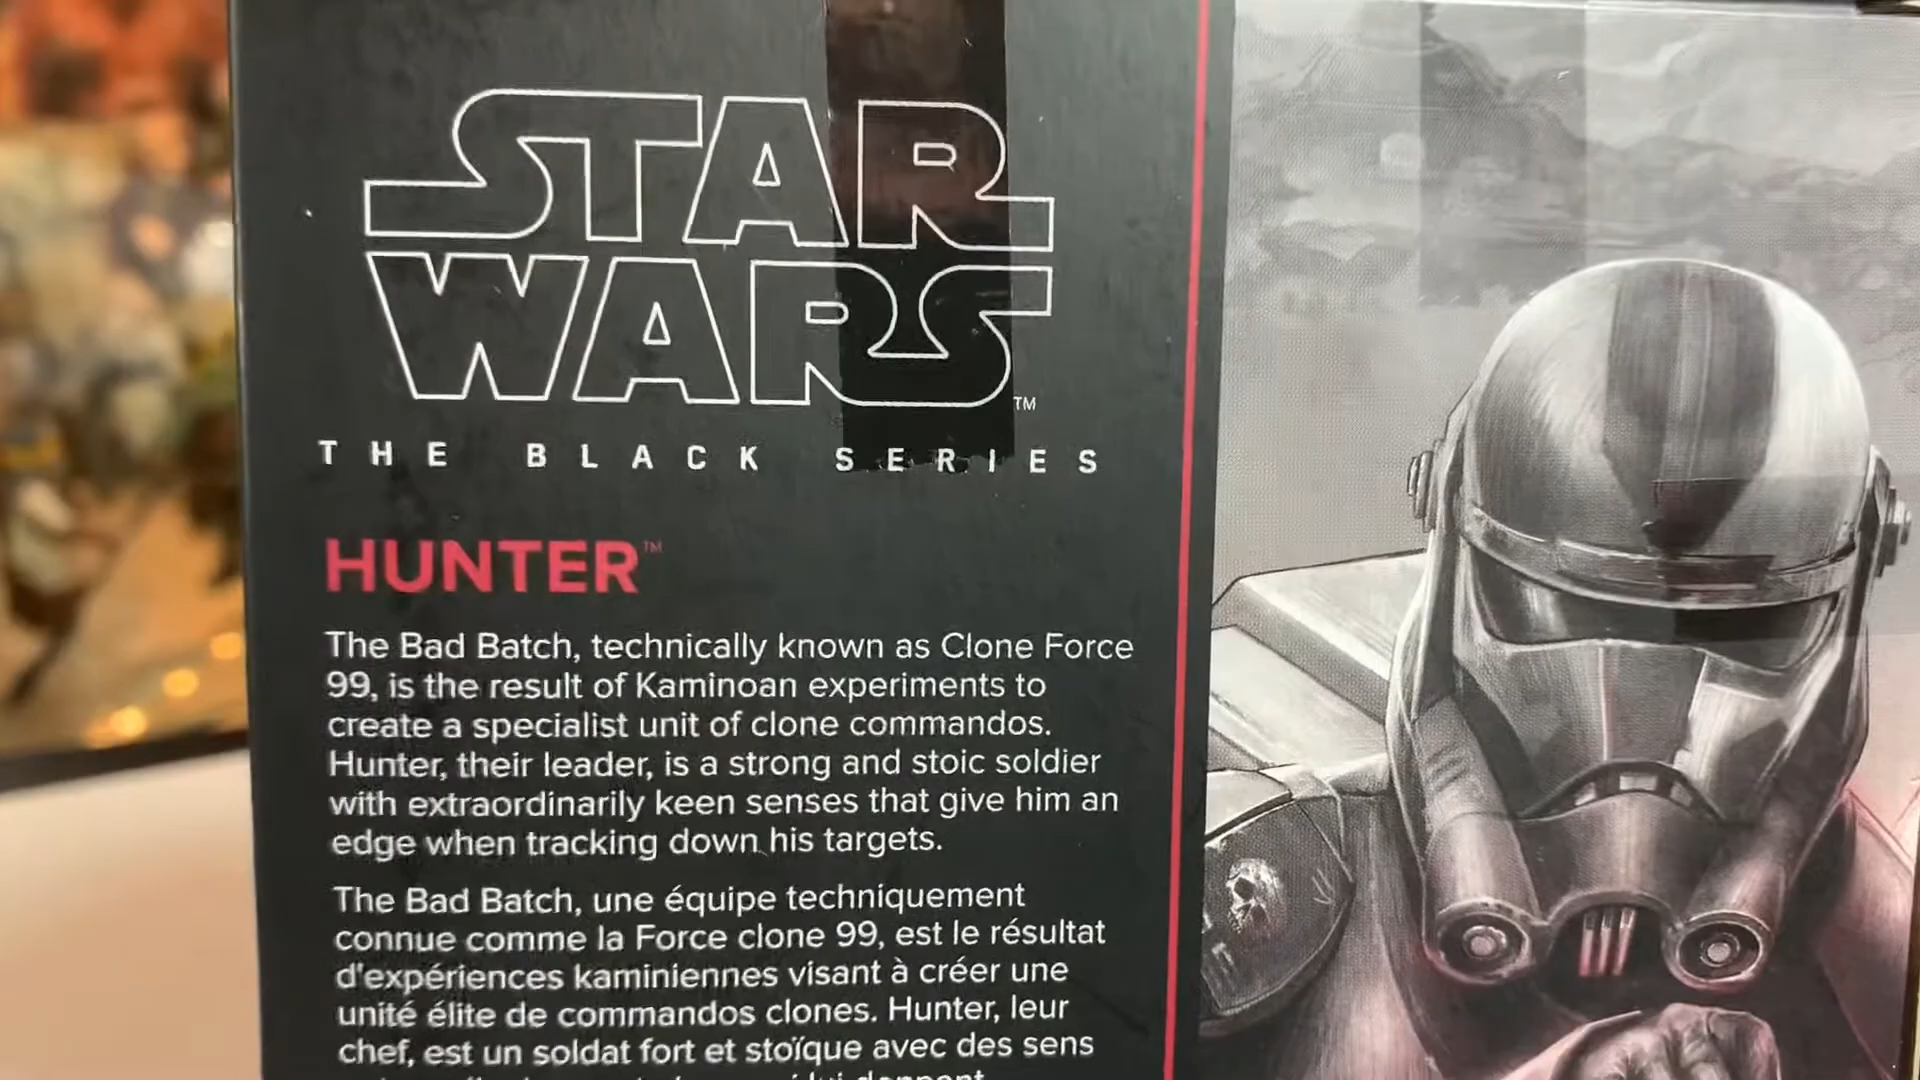 STAR
WARS™
THE BLACK SERIES
HUNTER™
The Bad Batch, technically known as Clone Force
99, is the result of Kaminoan experiments to
create a specialist unit of clone commandos.
Hunter, their leader, is a strong and stoic soldier
with extraordinarily keen senses that give him an
edge when tracking down his targets.
The Bad Batch, une équipe techniquement
connue comme la Force clone 99, est le résultat
d'expériences kaminiennes visant à créer une
unité élite de commandos clones. Hunter, leur
chef, est un soldat fort et stoïque avec des sens